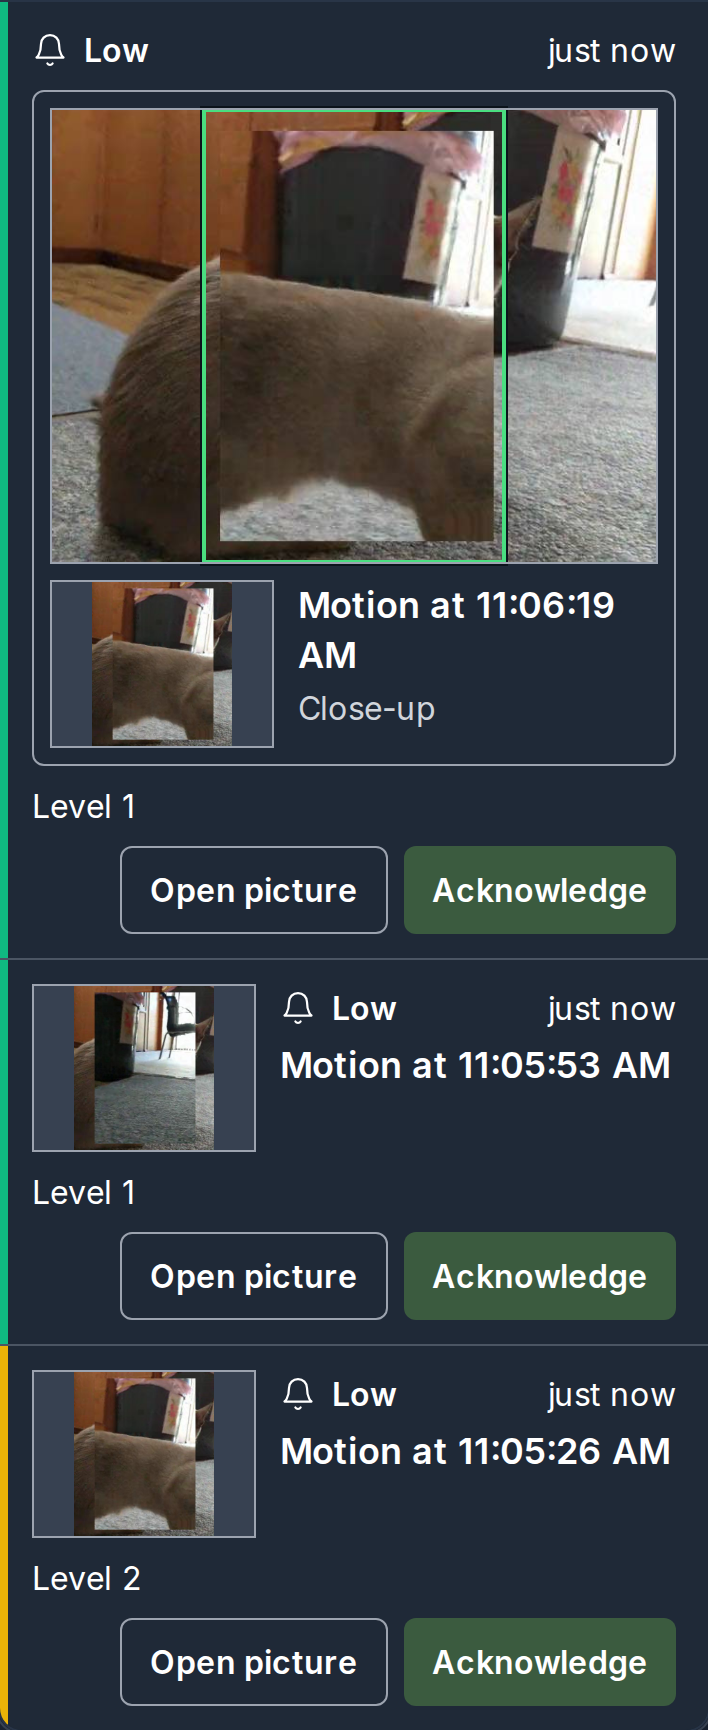 Low
just now
Motion at 11:06:19
AM
Close-up
Level 1
Open picture
Acknowledge
Low
just now
Motion at 11:05:53 AM
Level 1
Open picture
Acknowledge
Low
just now
Motion at 11:05:26 AM
Level 2
Open picture
Acknowledge